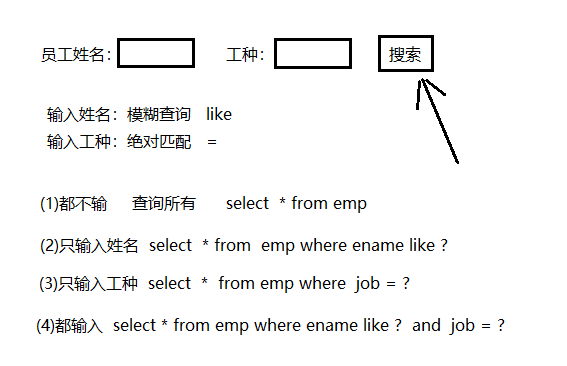 员工姓名： 工种： 搜索
输入姓名：模糊查询 like
输入工种：绝对匹配 =
(1)都不输 查询所有 select * from emp
(2)只输入姓名 select * from emp where ename like ?
(3)只输入工种 select * from emp where job = ?
(4)都输入 select * from emp where ename like ? and job = ?